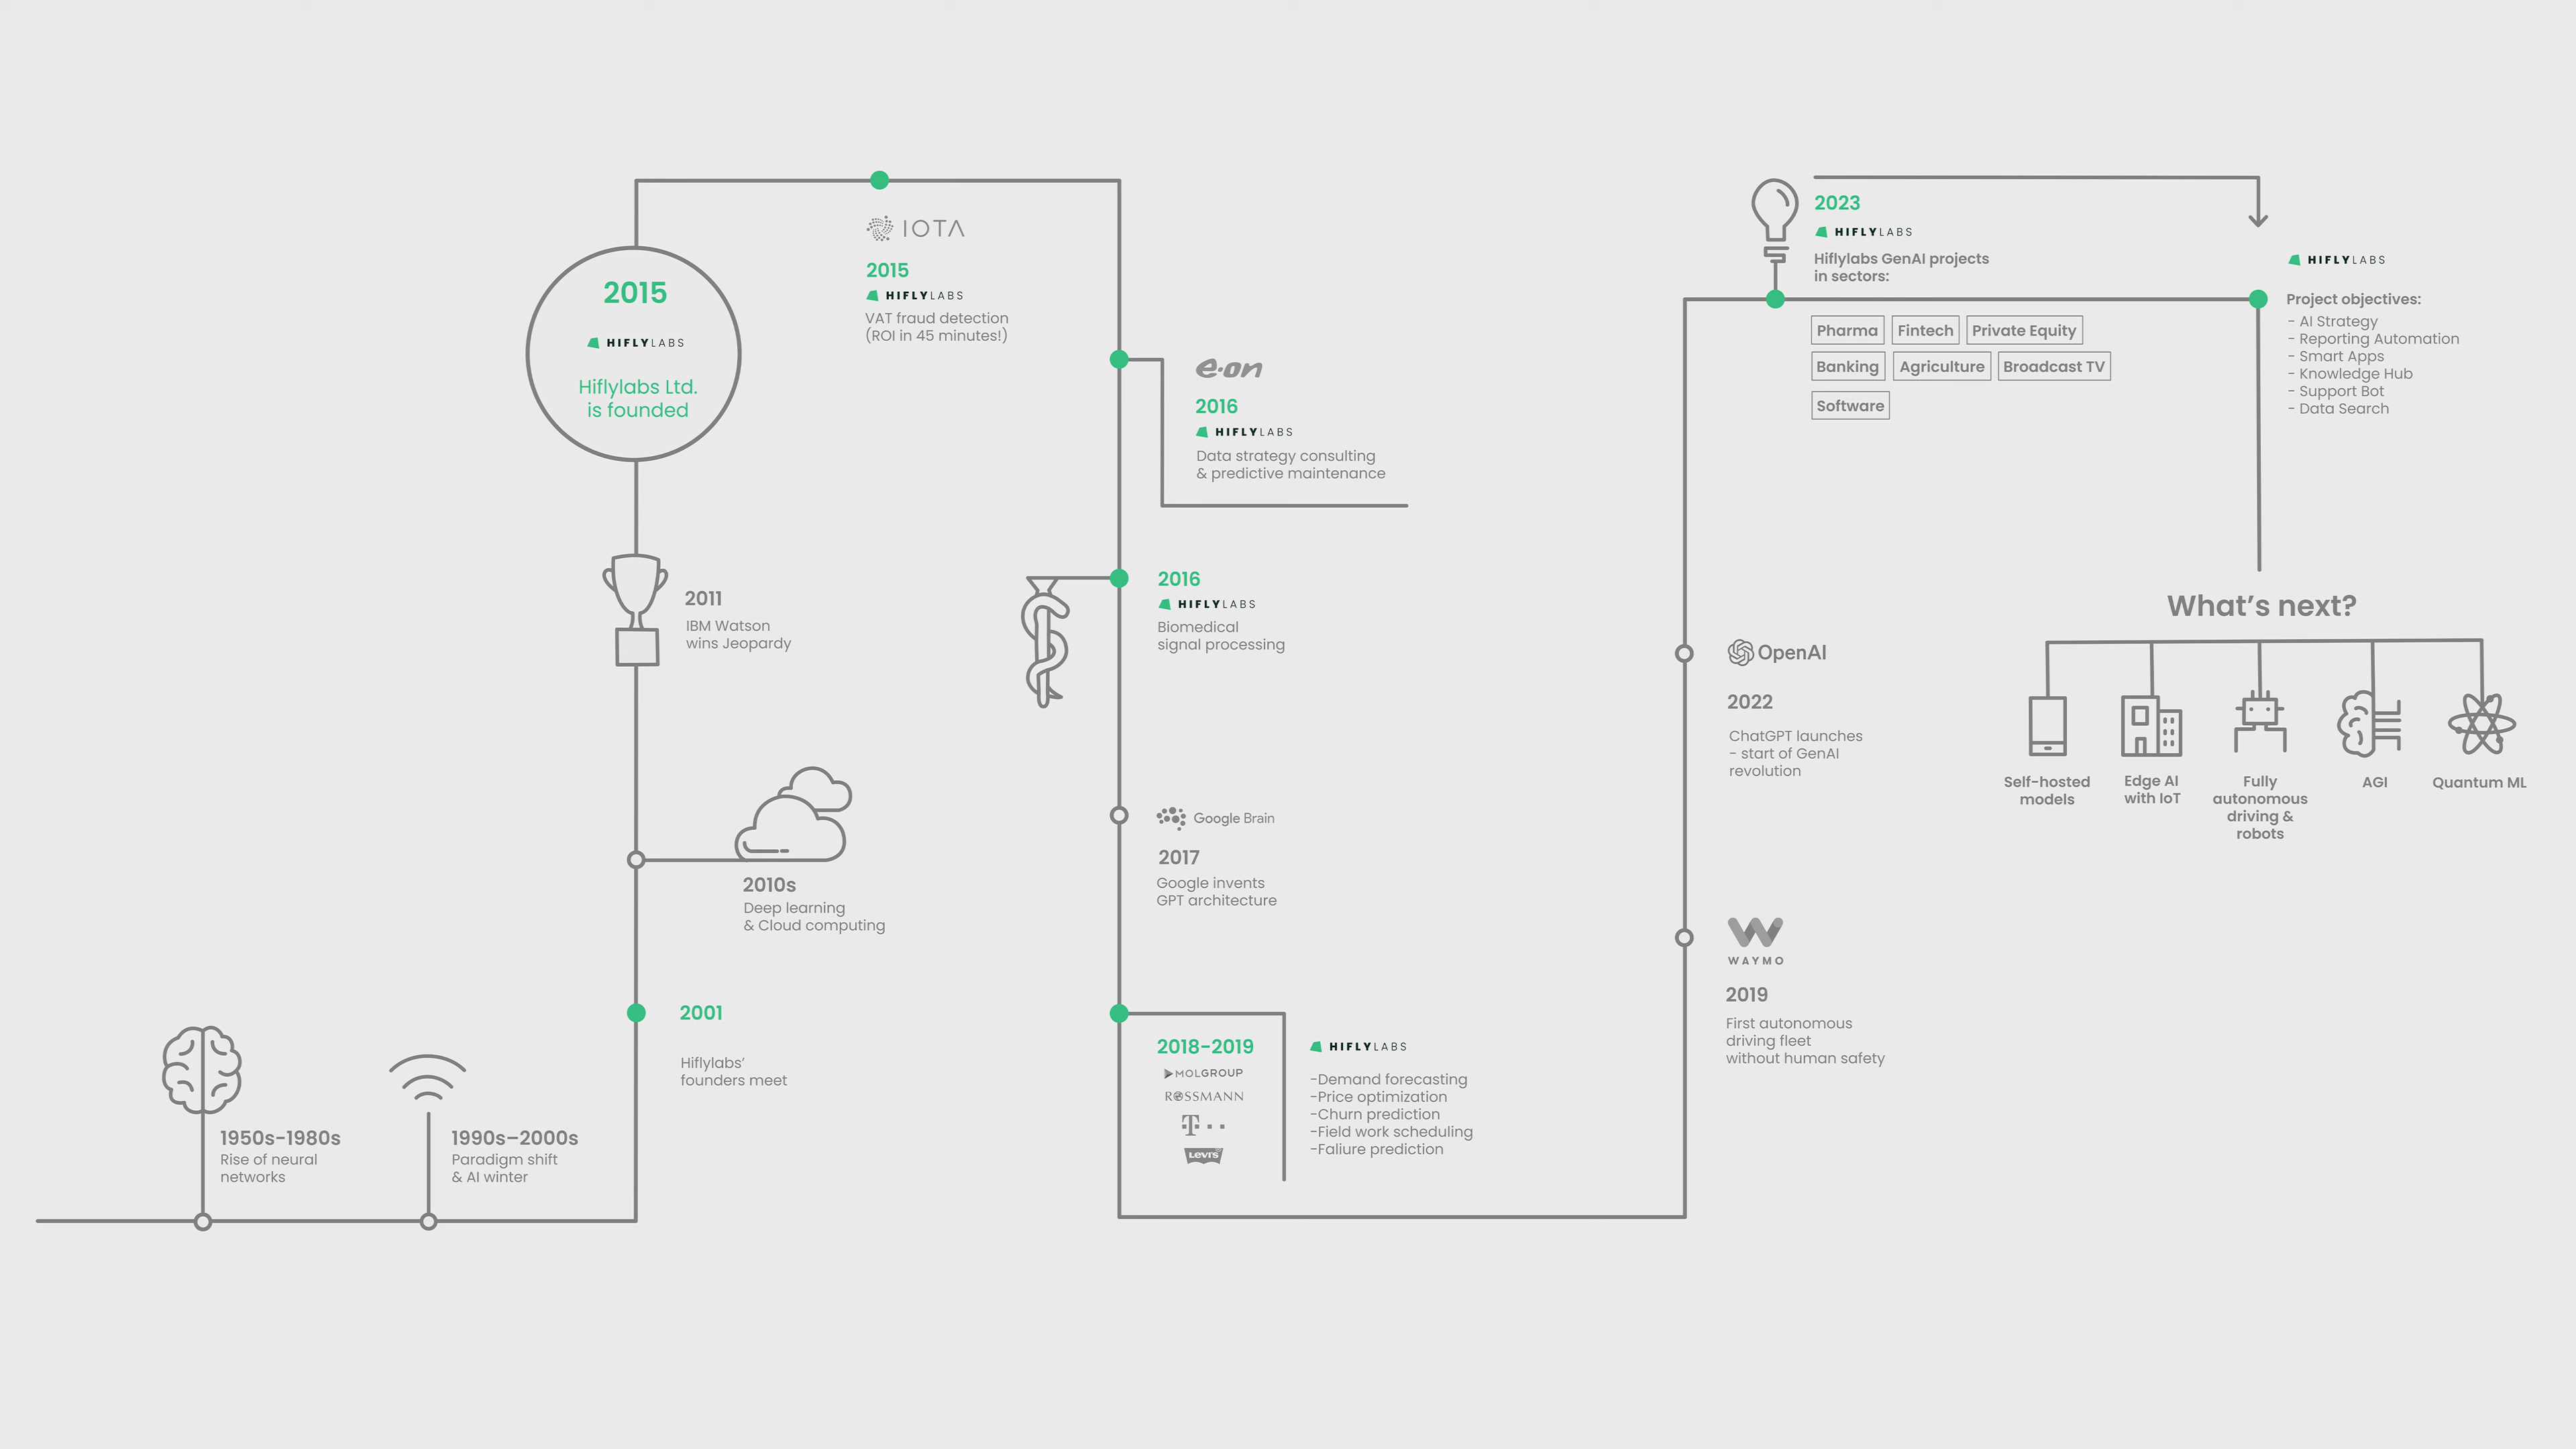 1950s-1980s
Rise of neural
networks
1990s–2000s
Paradigm shift
& AI winter
2001
Hiflylabs’
founders meet
2010s
Deep learning
& Cloud computing
2011
IBM Watson
wins Jeopardy
2015
HIFLYLABS
Hiflylabs Ltd.
is founded
IOTA
2015
HIFLYLABS
VAT fraud detection
(ROI in 45 minutes!)
e·on
2016
HIFLYLABS
Data strategy consulting
& predictive maintenance
2016
HIFLYLABS
Biomedical
signal processing
Google Brain
2017
Google invents
GPT architecture
2018-2019
MOLGROUP
ROSSMANN
T··
Levi's
HIFLYLABS
-Demand forecasting
-Price optimization
-Churn prediction
-Field work scheduling
-Faliure prediction
WAYMO
2019
First autonomous
driving fleet
without human safety
OpenAI
2022
ChatGPT launches
- start of GenAI
revolution
2023
HIFLYLABS
Hiflylabs GenAI projects
in sectors:
Pharma Fintech Private Equity
Banking Agriculture Broadcast TV
Software
HIFLYLABS
Project objectives:
- AI Strategy
- Reporting Automation
- Smart Apps
- Knowledge Hub
- Support Bot
- Data Search
What’s next?
Self-hosted
models
Edge AI
with IoT
Fully
autonomous
driving &
robots
AGI
Quantum ML